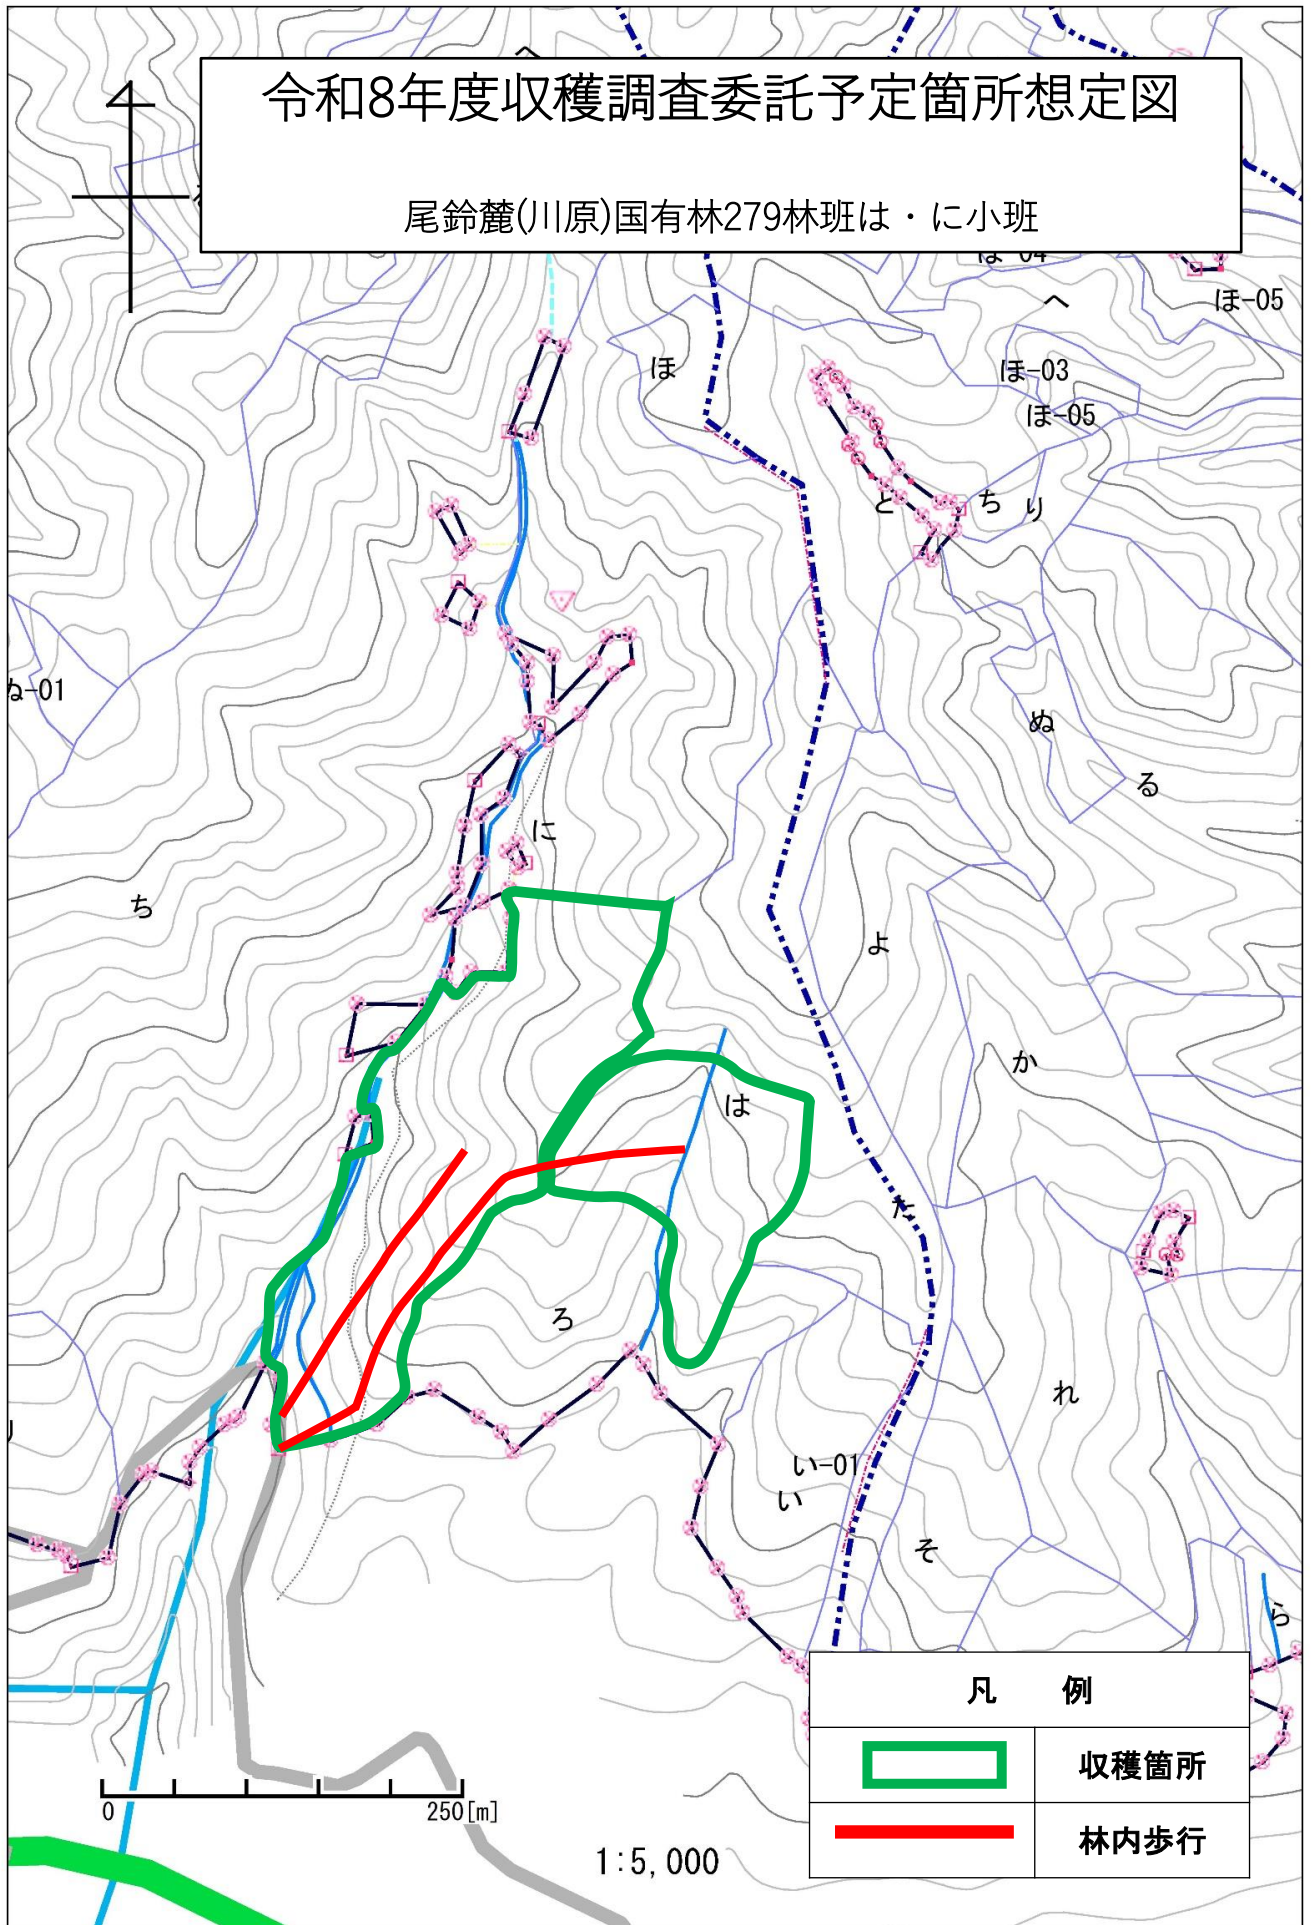 へ
令和8年度収穫調査委託予定箇所想定図
尾鈴麓(川原)国有林279林班は・に小班
へ
ほ-05
ほ
ほ-03
ほ-05
と
ち
り
ぬ-01
ぬ
る
に
ち
よ
か
は
た
ろ
れ
い-01
い
そ
ら
凡 例
収穫箇所
林内歩行
0
250[m]
1:5,000